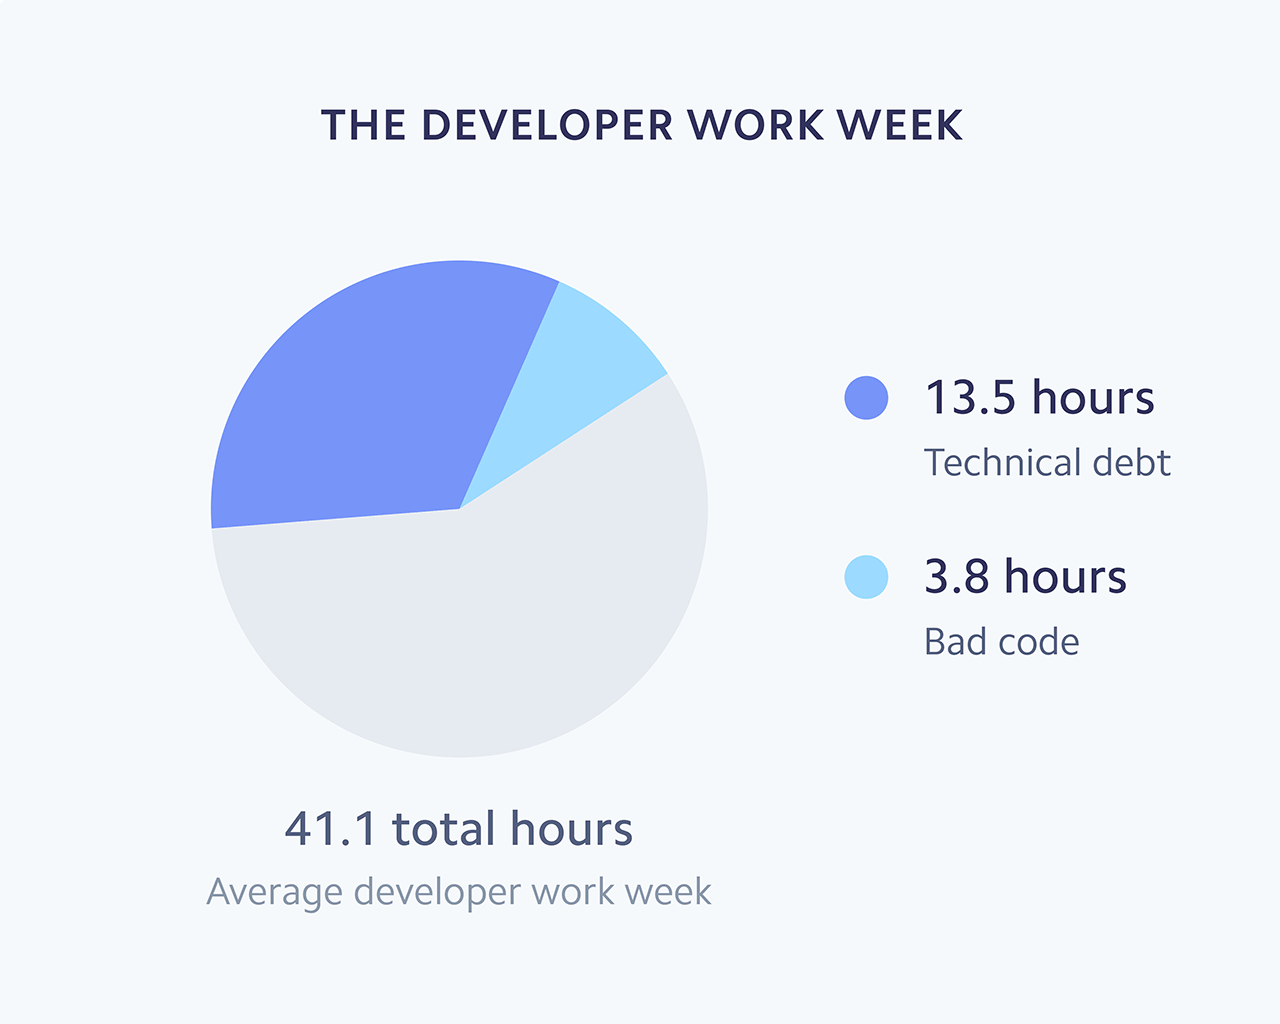 THE DEVELOPER WORK WEEK
13.5 hours
Technical debt
3.8 hours
Bad code
41.1 total hours
Average developer work week